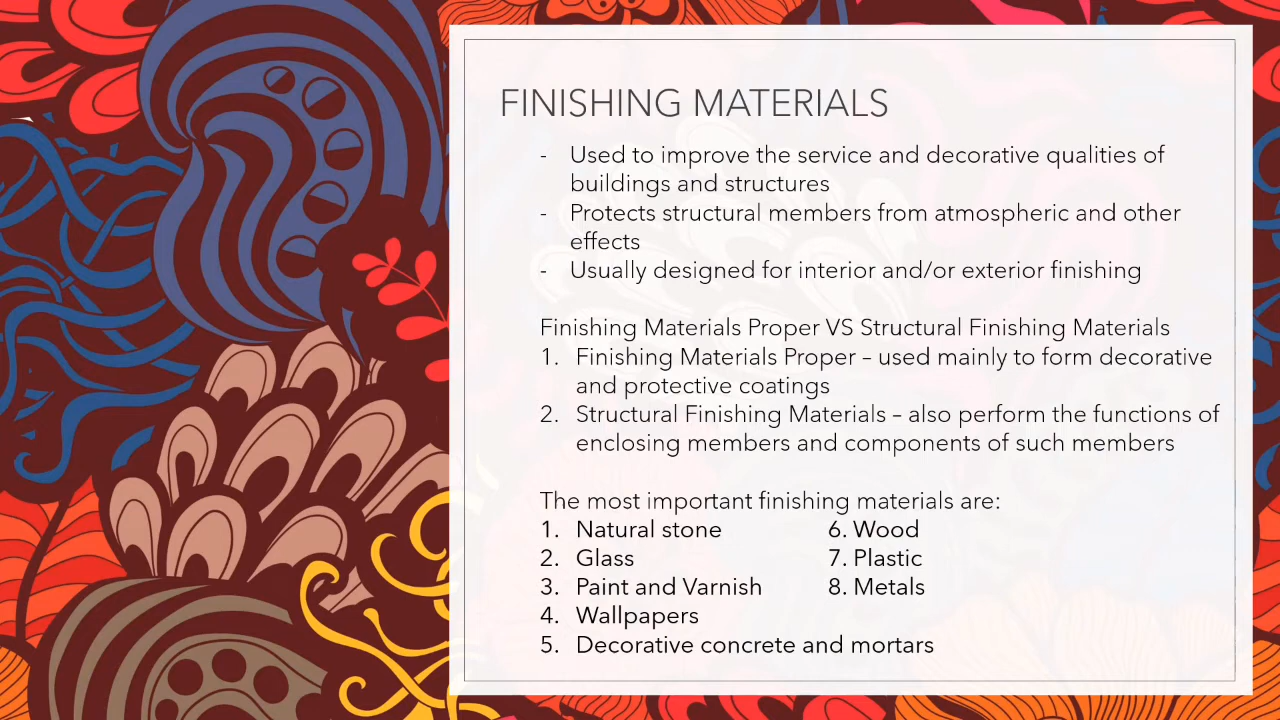 FINISHING MATERIALS
- Used to improve the service and decorative qualities of
buildings and structures
- Protects structural members from atmospheric and other
effects
- Usually designed for interior and/or exterior finishing
Finishing Materials Proper VS Structural Finishing Materials
1. Finishing Materials Proper – used mainly to form decorative
and protective coatings
2. Structural Finishing Materials – also perform the functions of
enclosing members and components of such members
The most important finishing materials are:
1. Natural stone
2. Glass
3. Paint and Varnish
4. Wallpapers
5. Decorative concrete and mortars
6. Wood
7. Plastic
8. Metals